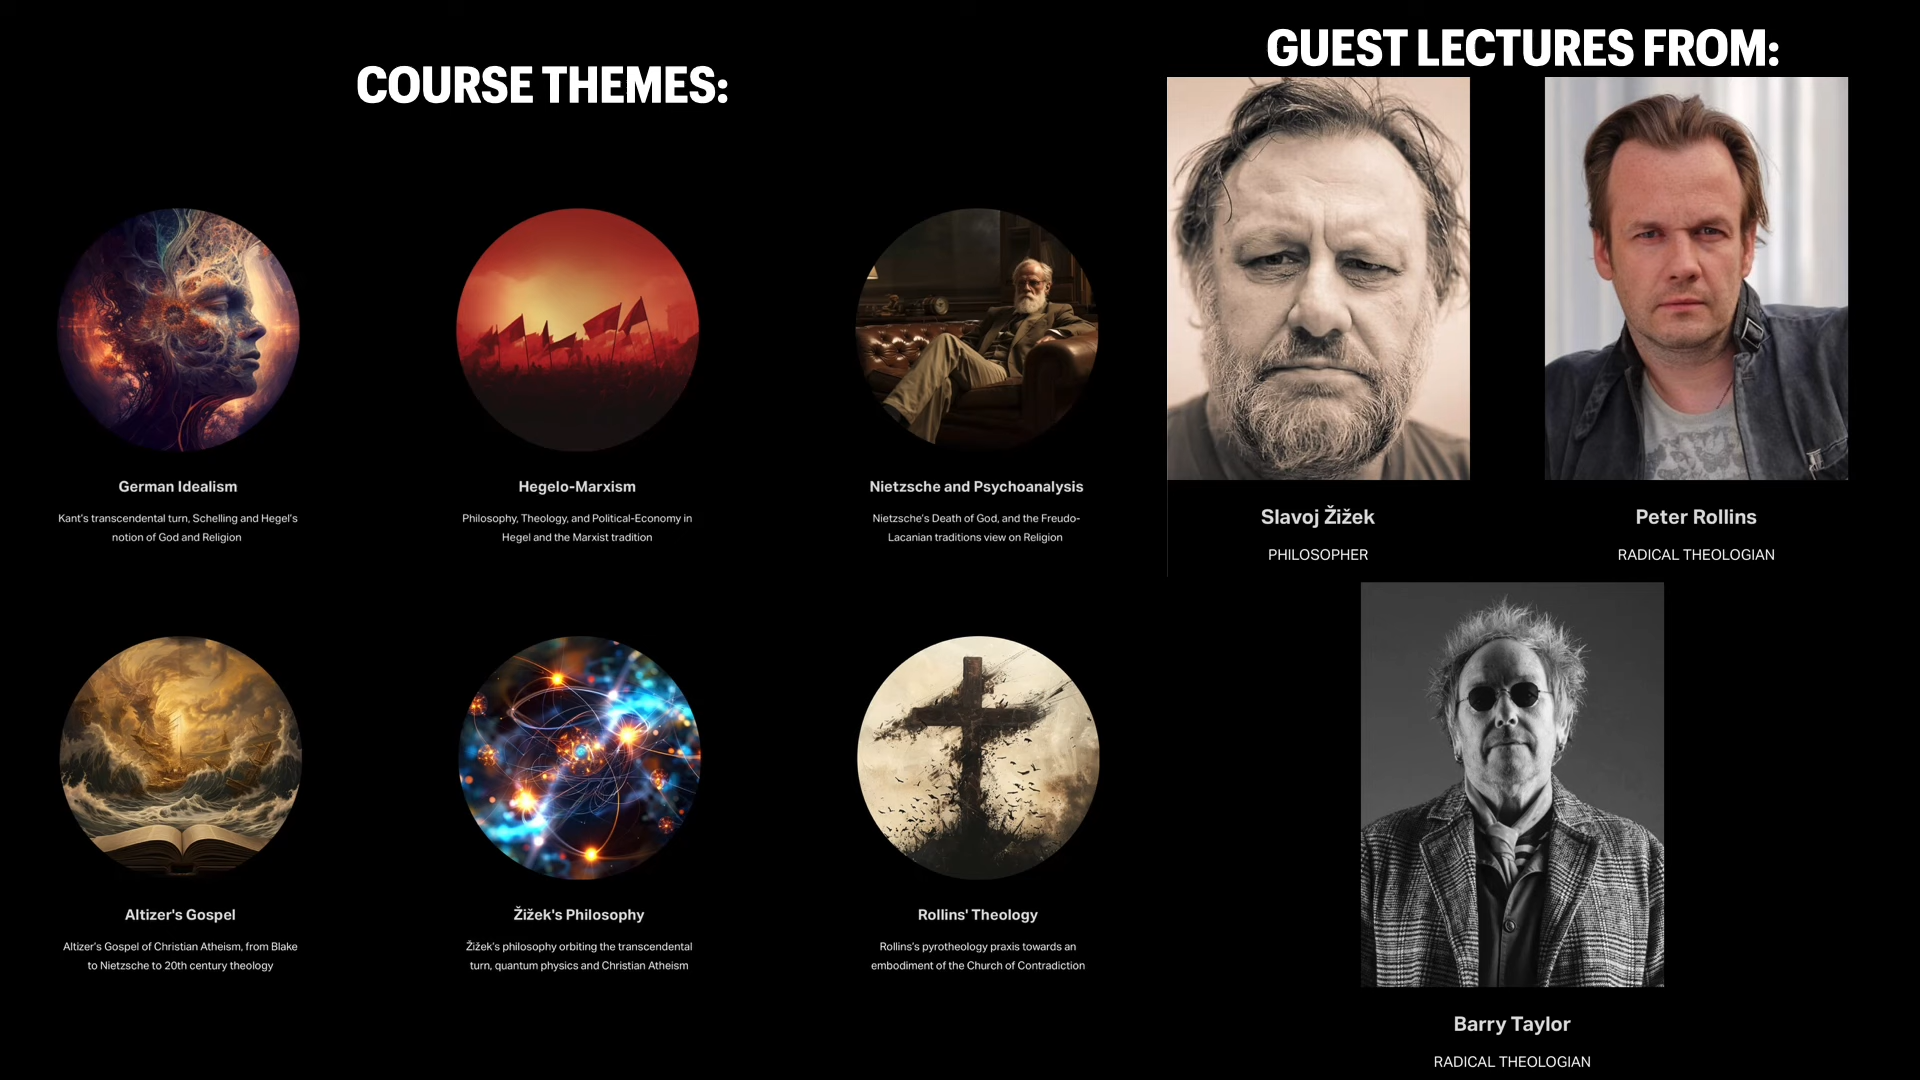 COURSE THEMES:
German Idealism
Kant's transcendental turn, Schelling and Hegel's
notion of God and Religion
Hegelo-Marxism
Philosophy, Theology, and Political-Economy in
Hegel and the Marxist tradition
Nietzsche and Psychoanalysis
Nietzsche's Death of God, and the Freudo-
Lacanian traditions view on Religion
Altizer's Gospel
Altizer's Gospel of Christian Atheism, from Blake
to Nietzsche to 20th century theology
Žižek's Philosophy
Žižek's philosophy orbiting the transcendental
turn, quantum physics and Christian Atheism
Rollins' Theology
Rollins's pyrotheology praxis towards an
embodiment of the Church of Contradiction
GUEST LECTURES FROM:
Slavoj Žižek
PHILOSOPHER
Peter Rollins
RADICAL THEOLOGIAN
Barry Taylor
RADICAL THEOLOGIAN